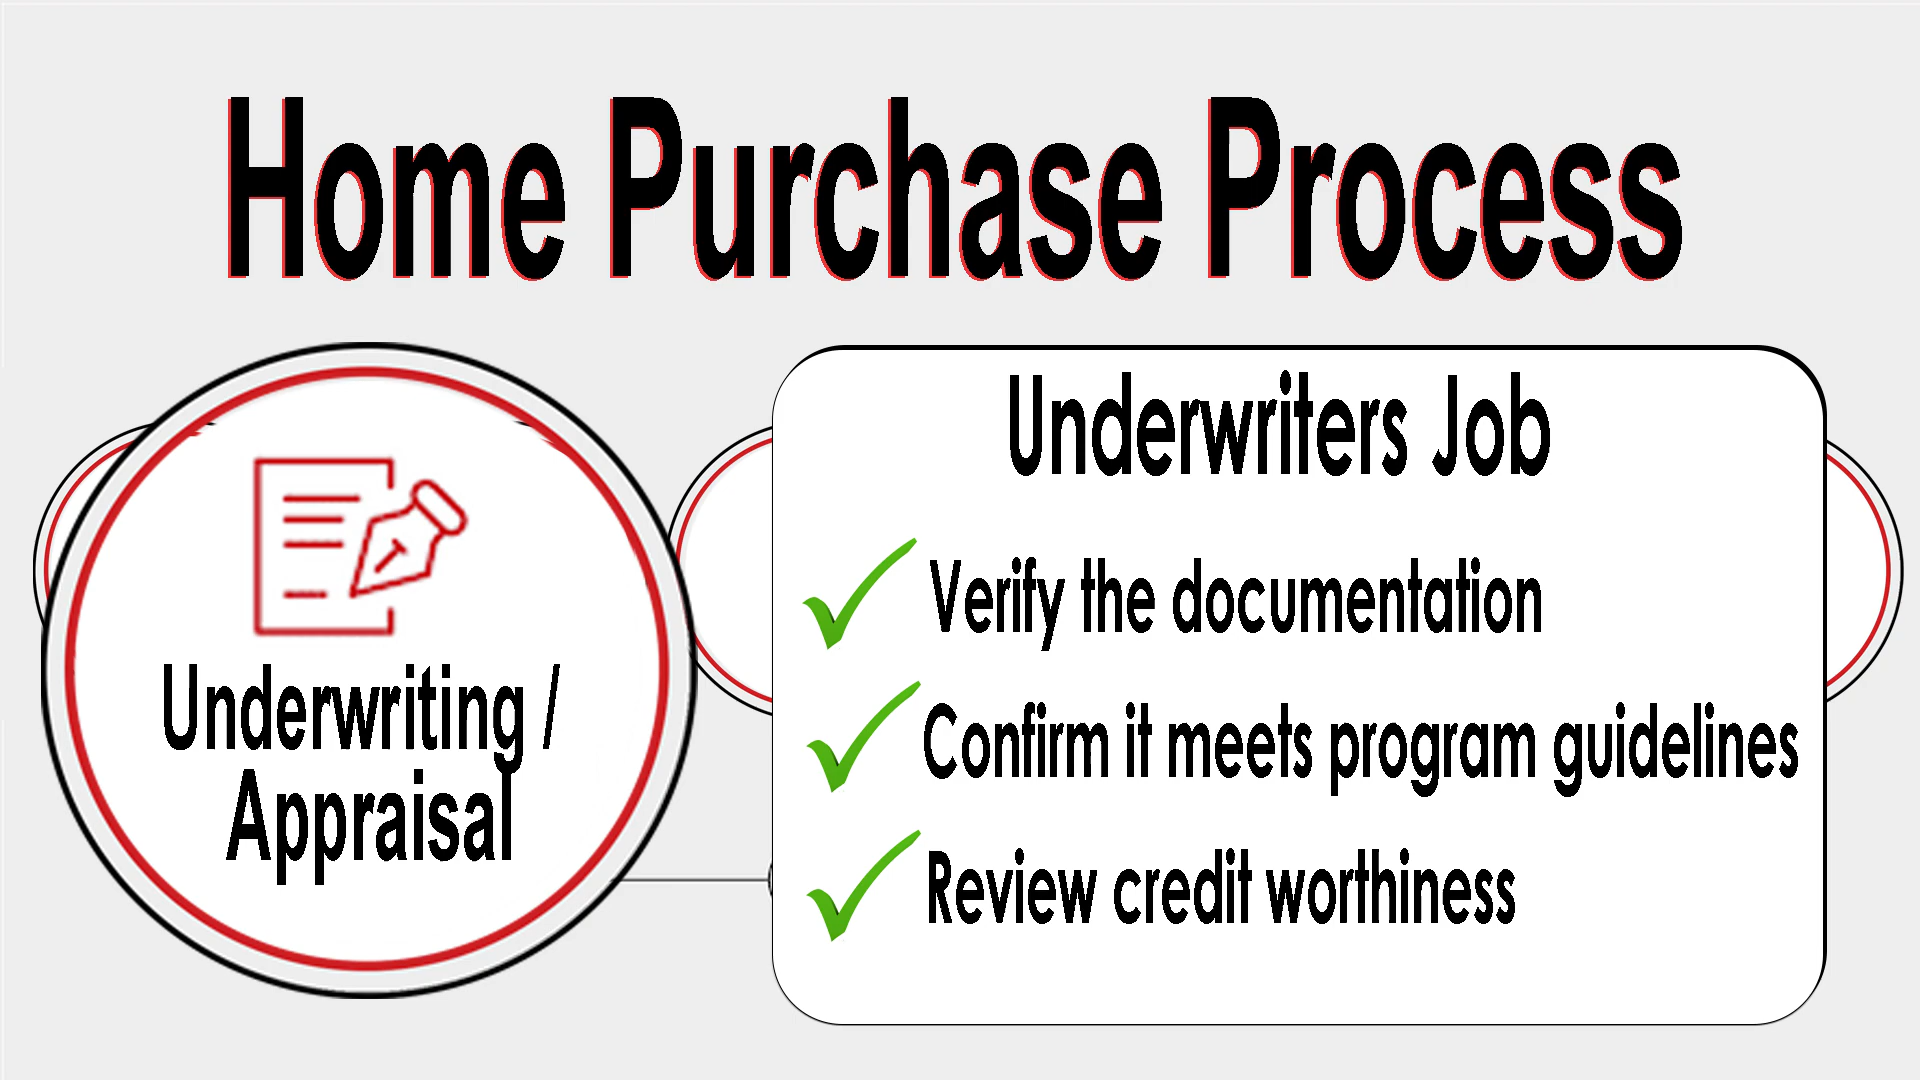 Home Purchase Process
Underwriting /
Appraisal
Underwriters Job
Verify the documentation
Confirm it meets program guidelines
Review credit worthiness